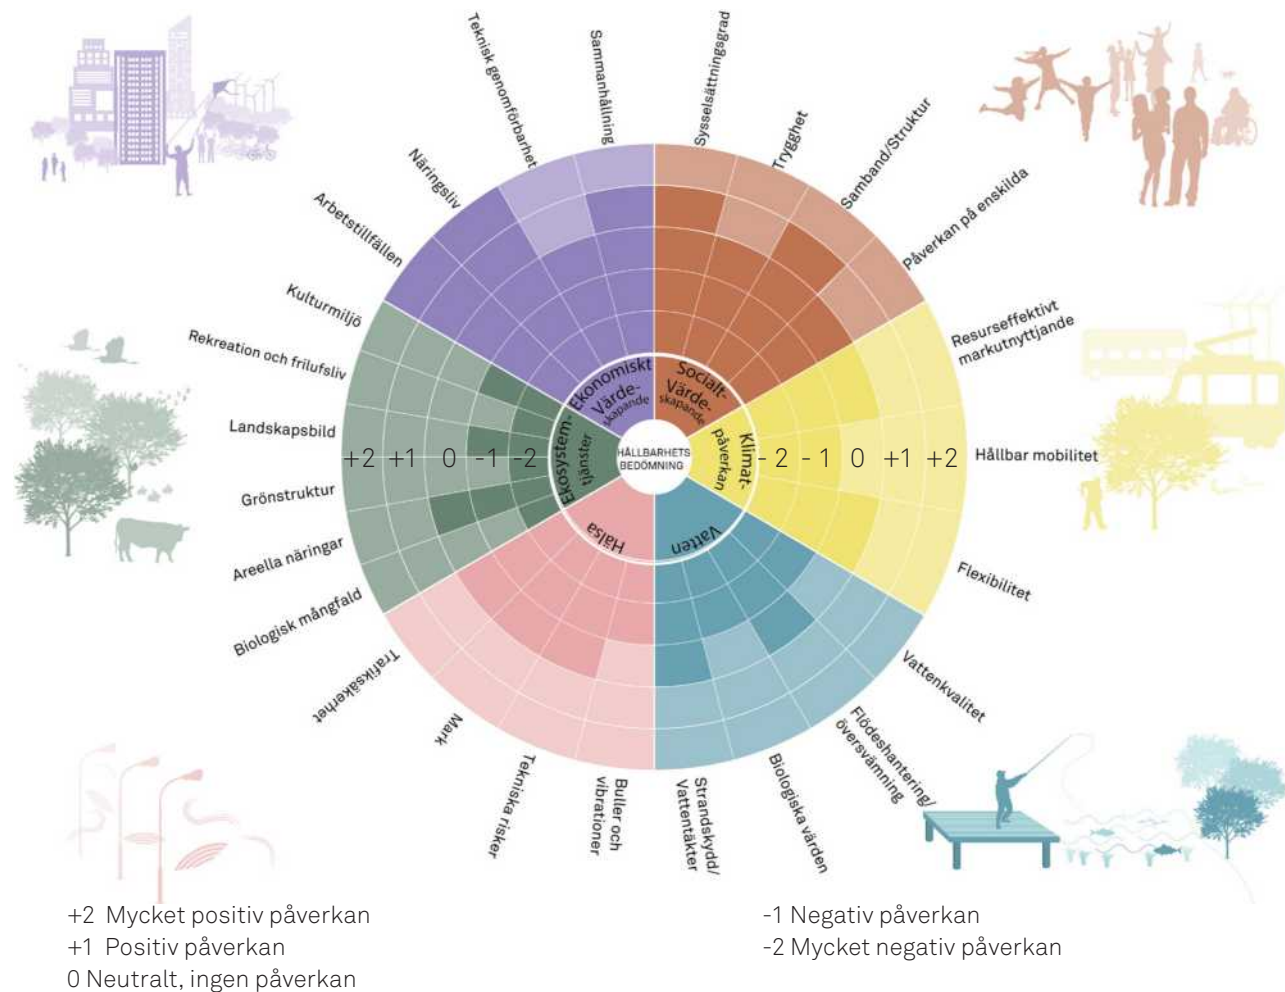 Teknisk genomförbarhet
Sammanhållning
Sysselsättningsgrad
Trygghet
Samband/Struktur
Påverkan på enskilda
Resurseffektivt
markutnyttjande
Hållbar mobilitet
Flexibilitet
Vattenkvalitet
Flödeshantering/
översvämning
Biologiska värden
Strandskydd/
Vattentäkter
Buller och
vibrationer
Tekniska risker
Mark
Trafiksäkerhet
Biologisk mångfald
Areella näringar
Grönstruktur
Landskapsbild
Rekreation och frilufsliv
Kulturmiljö
Arbetstillfällen
Näringsliv
Ekonomiskt
Värde-
skapande
Socialt-
Värde-
skapande
Klimat-
påverkan
Vatten
Hälsa
Ekosystem-
tjänster
HÅLLBARHETS
BEDÖMNING
+2 +1 0 -1 -2
- 2 - 1 0 +1 +2
+2 Mycket positiv påverkan
+1 Positiv påverkan
0 Neutralt, ingen påverkan
-1 Negativ påverkan
-2 Mycket negativ påverkan